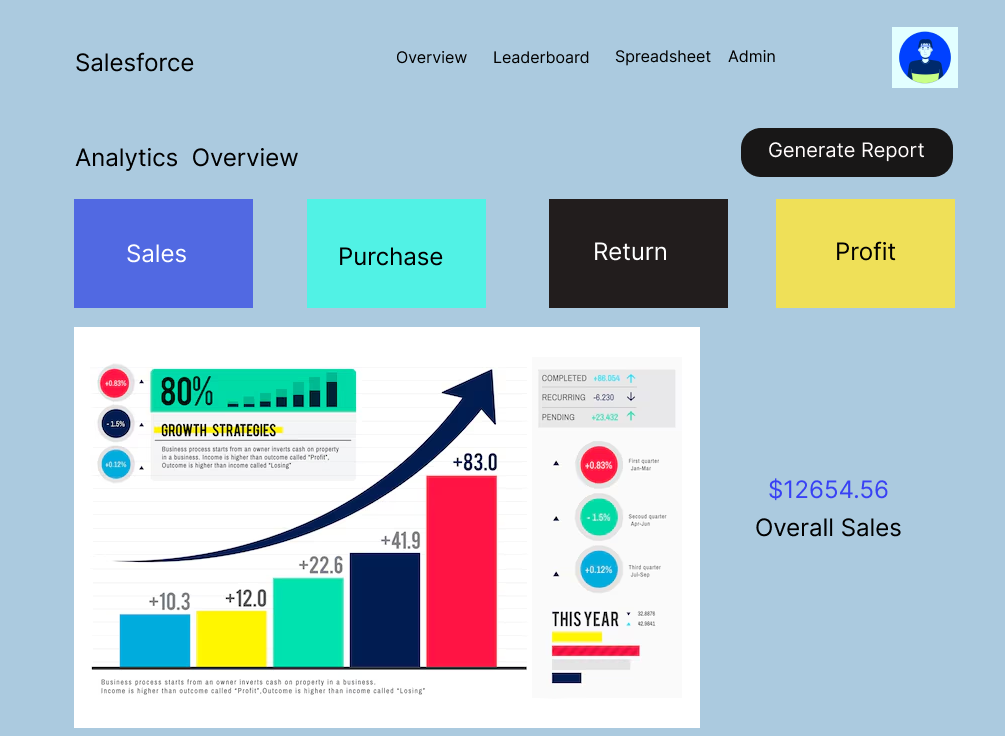 Salesforce
Overview Leaderboard Spreadsheet Admin
Analytics Overview
Generate Report
Sales
Purchase
Return
Profit
+0.83%
- 1.5%
+0.12%
80%
GROWTH STRATEGIES
Business process starts from an owner inverts cash on property
in a business. Income is higher than outcome called "Profit",
Outcome is higher than income called "Losing"
+10.3
+12.0
+22.6
+41.9
+83.0
Business process starts from an owner inverts cash on property in a business.
Income is higher than outcome called "Profit",Outcome is higher than income called "Losing"
COMPLETED +86.054
RECURRING -6.230
PENDING +23.432
+0.83%
First quarter
Jan-Mar
- 1.5%
Secoud quarter
Apr-Jun
+0.12%
Third quarter
Jul-Sep
THIS YEAR
32.8878
42.9841
$12654.56
Overall Sales